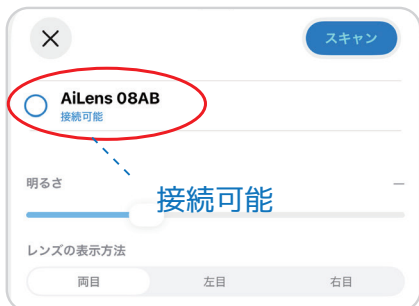 スキャン
AiLens 08AB
接続可能
接続可能
明るさ
レンズの表示方法
両目 左目 右目